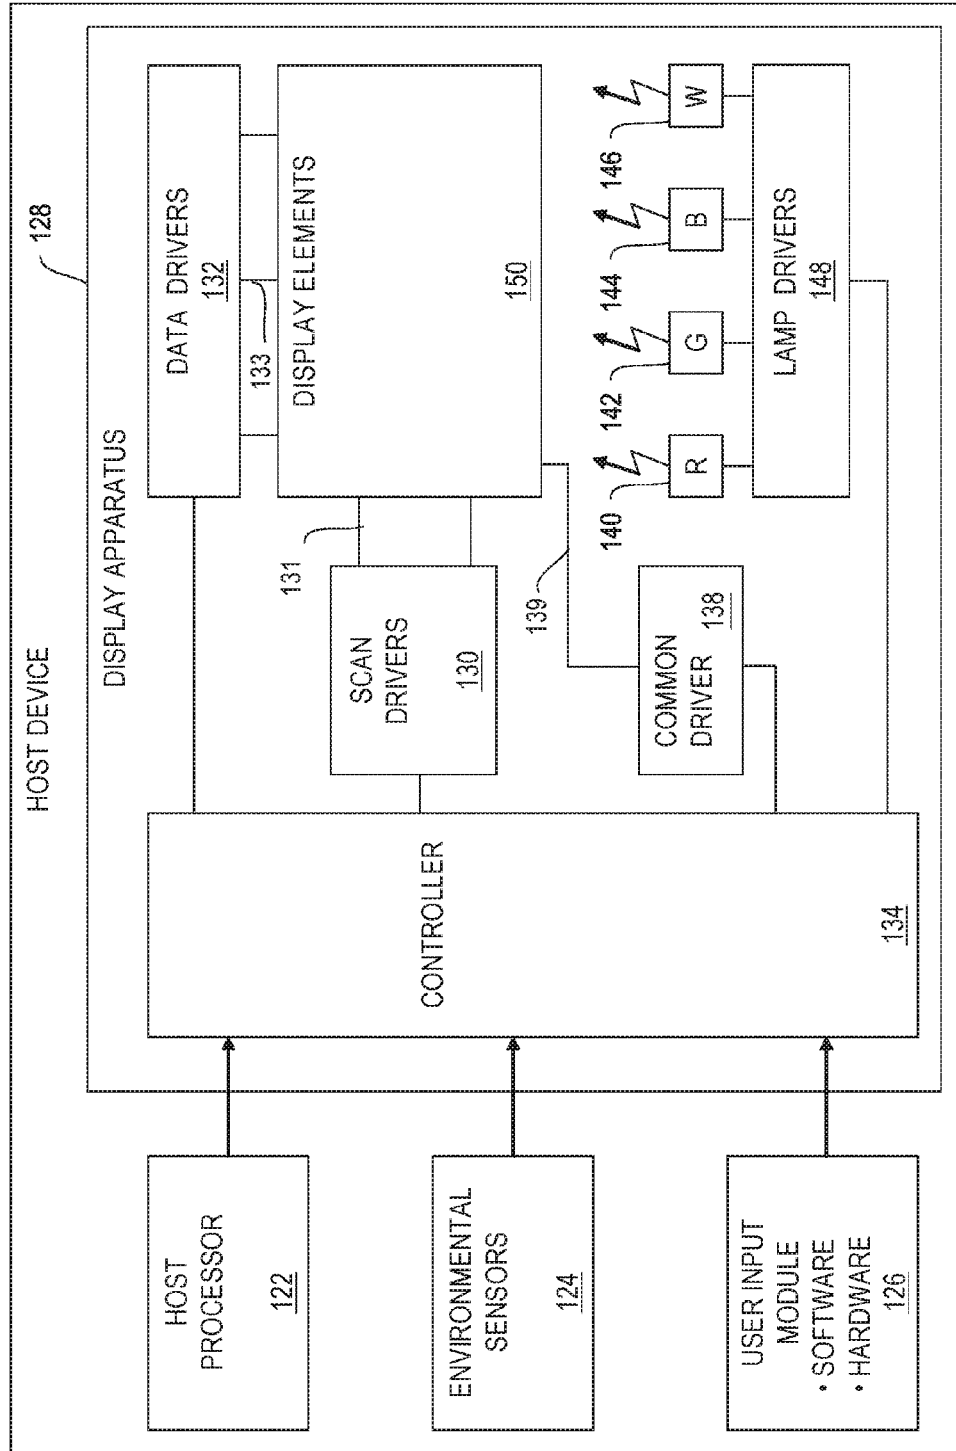 HOST DEVICE
128
DISPLAY APPARATUS
HOST
PROCESSOR
122
ENVIRONMENTAL
SENSORS
124
USER INPUT
MODULE
• SOFTWARE
• HARDWARE
126
CONTROLLER
134
DATA DRIVERS
132
133
SCAN
DRIVERS
130
131
DISPLAY ELEMENTS
150
COMMON
DRIVER
138
139
140
142
144
146
R
G
B
W
LAMP DRIVERS
148